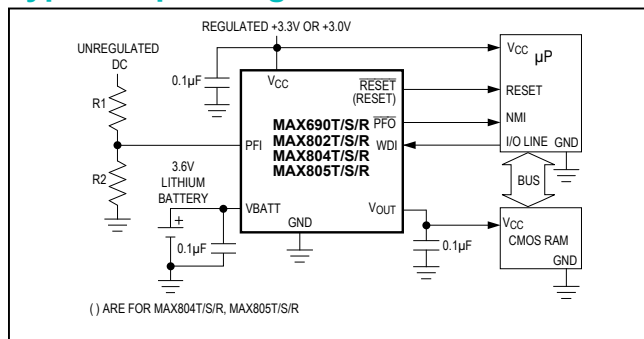 REGULATED +3.3V OR +3.0V
UNREGULATED
DC
R1
R2
0.1µF
VCC
RESET
(RESET)
MAX690T/S/R
MAX802T/S/R
MAX804T/S/R
MAX805T/S/R
PFO
PFI
WDI
3.6V
LITHIUM
BATTERY
VBATT
+
0.1µF
GND
VOUT
0.1µF
VCC
µP
RESET
NMI
I/O LINE
GND
BUS
VCC
CMOS RAM
GND
( ) ARE FOR MAX804T/S/R, MAX805T/S/R